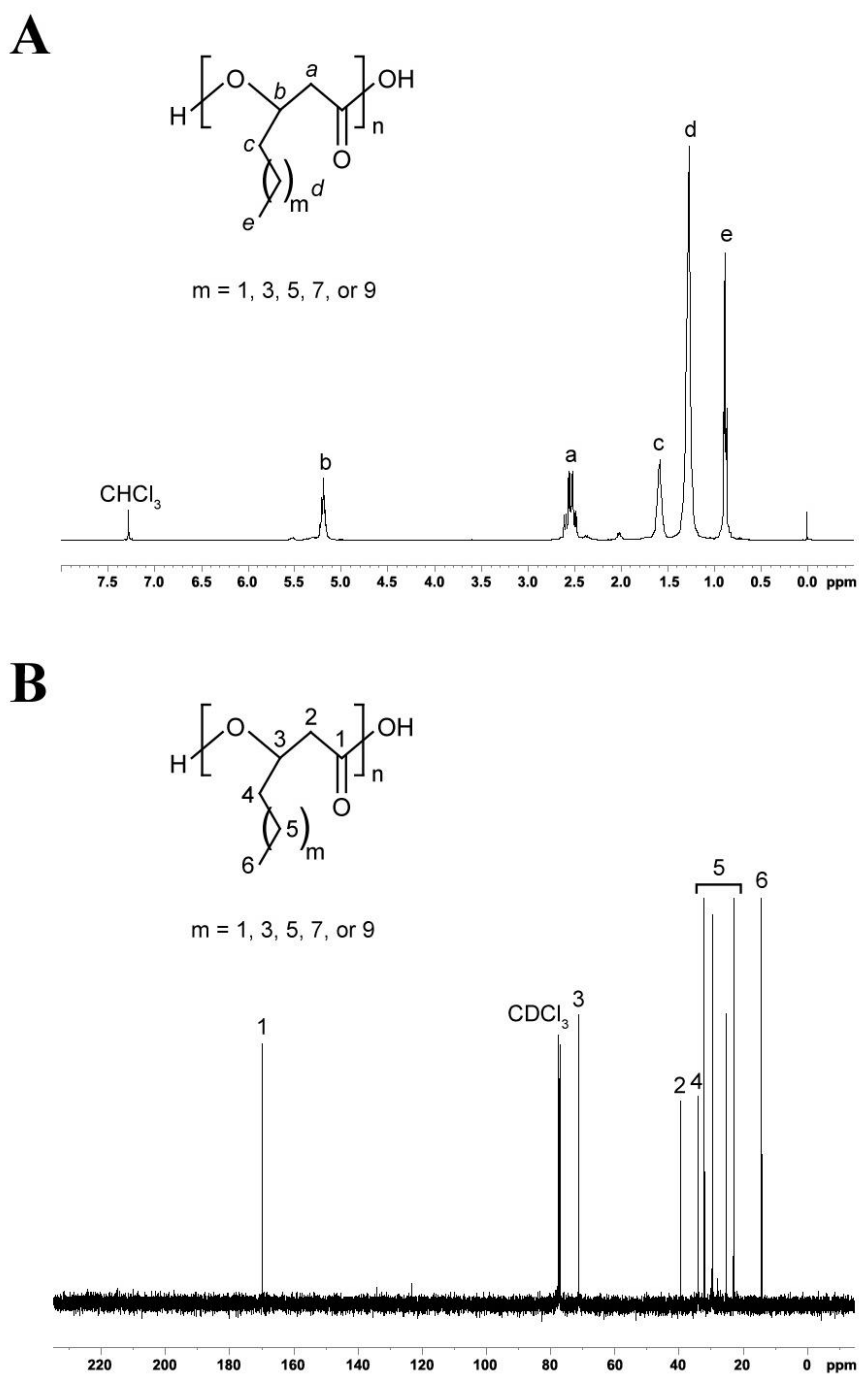 A
H O b a OH
n
c O
m d
e
m = 1, 3, 5, 7, or 9
d
e
c
a
b
CHCl3
7.5 7.0 6.5 6.0 5.5 5.0 4.5 4.0 3.5 3.0 2.5 2.0 1.5 1.0 0.5 0.0 ppm
B
H O 3 2 1 OH
n
4 O
5 m
6
m = 1, 3, 5, 7, or 9
5 6
CDCl3 3
1
2 4
220 200 180 160 140 120 100 80 60 40 20 0 ppm